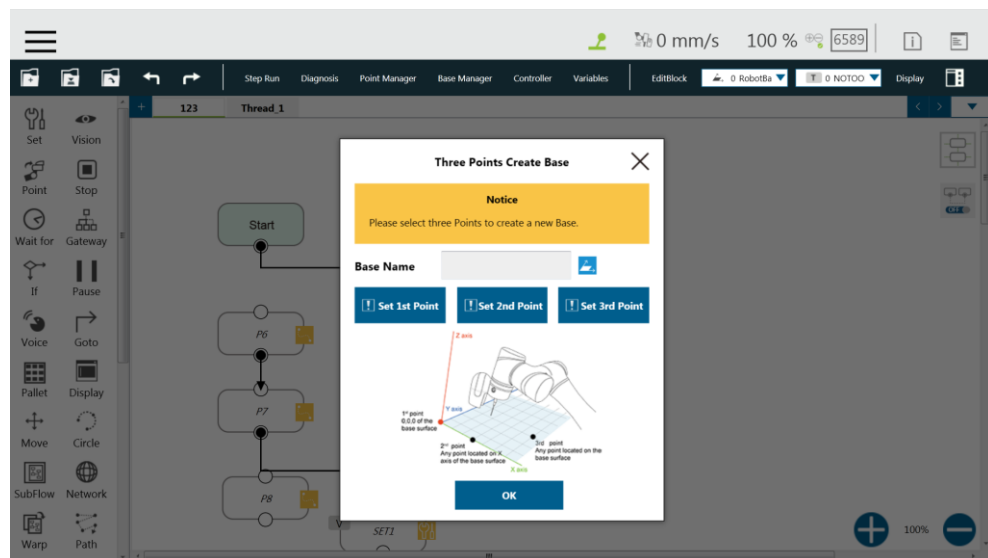 0 mm/s 100 % 6589
Step Run Diagnosis Point Manager Base Manager Controller Variables EditBlock 0 RobotBa T 0 NOTOO Display
+ 123 Thread_1
Set Vision
Point Stop
Wait for Gateway
If Pause
Voice Goto
Pallet Display
Move Circle
SubFlow Network
Warp Path
Start
P6
P7
P8
V
SET1
OFF
Three Points Create Base
Notice
Please select three Points to create a new Base.
Base Name
Set 1st Point Set 2nd Point Set 3rd Point
Z axis
Y axis
1st point
0,0,0 of the
base surface
2nd point
Any point located on X
axis of the base surface
3rd point
Any point located on the
base surface
X axis
OK
100%